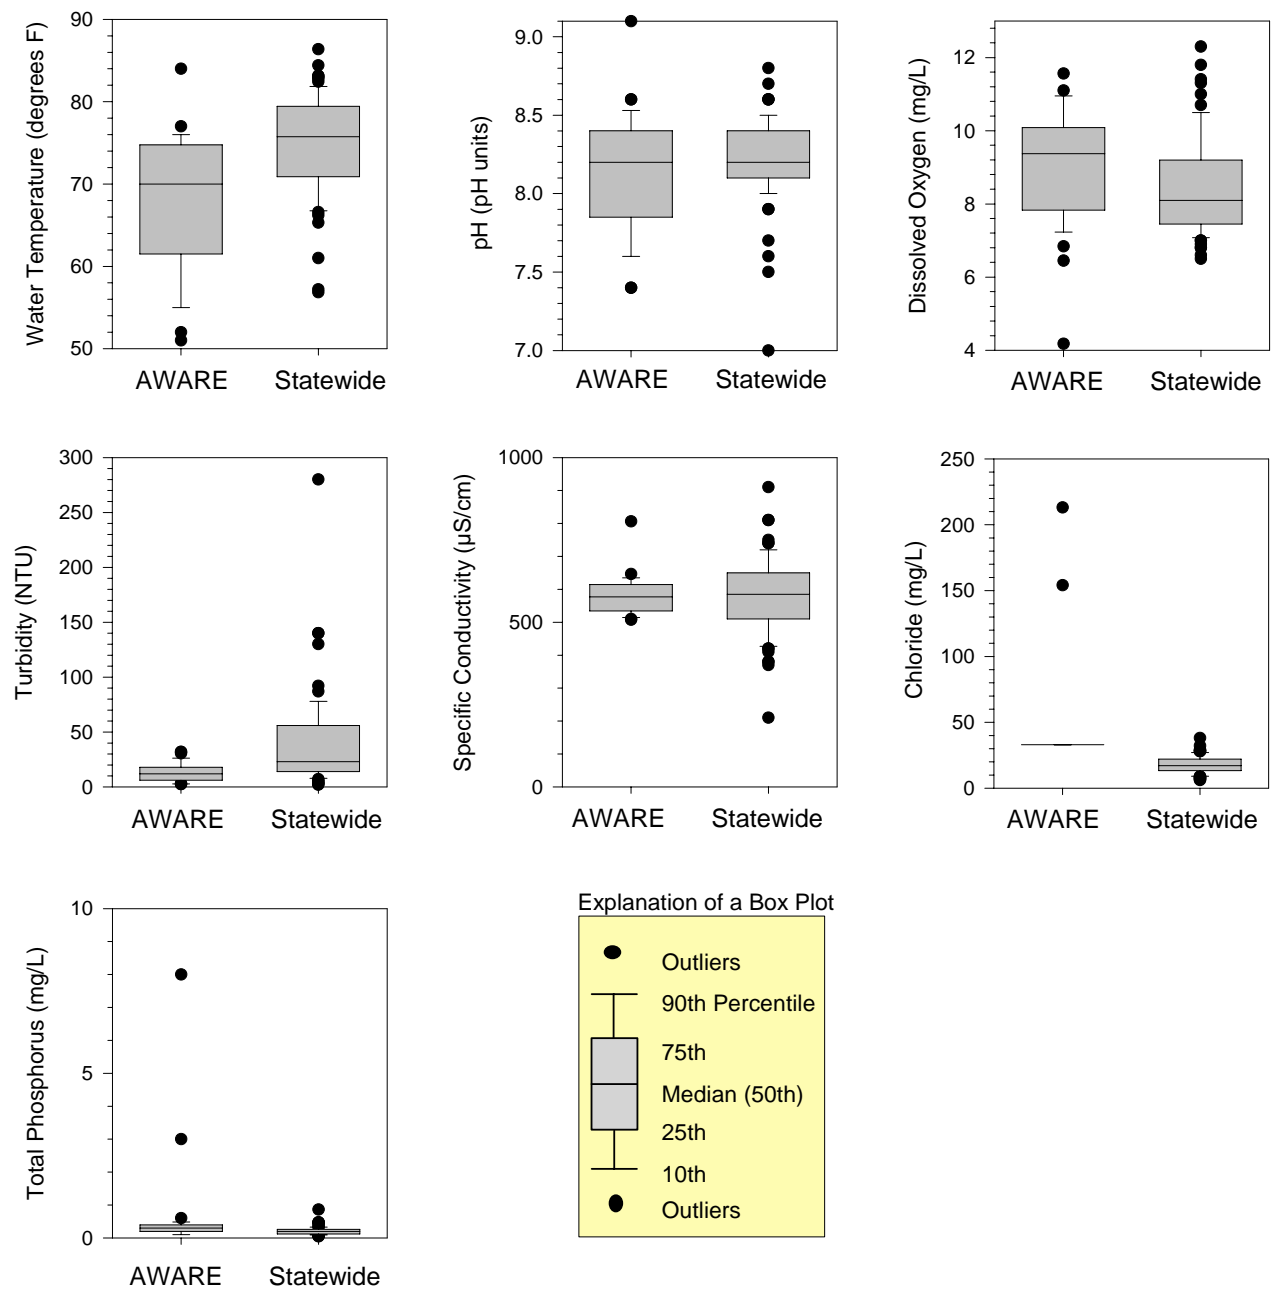 Water Temperature (degrees F)
90
80
70
60
50
AWARE Statewide
pH (pH units)
9.0
8.5
8.0
7.5
7.0
AWARE Statewide
Dissolved Oxygen (mg/L)
12
10
8
6
4
AWARE Statewide
Turbidity (NTU)
300
250
200
150
100
50
0
AWARE Statewide
Specific Conductivity (µS/cm)
1000
500
0
AWARE Statewide
Chloride (mg/L)
250
200
150
100
50
0
AWARE Statewide
Total Phosphorus (mg/L)
10
5
0
AWARE Statewide
Explanation of a Box Plot
Outliers
90th Percentile
75th
Median (50th)
25th
10th
Outliers